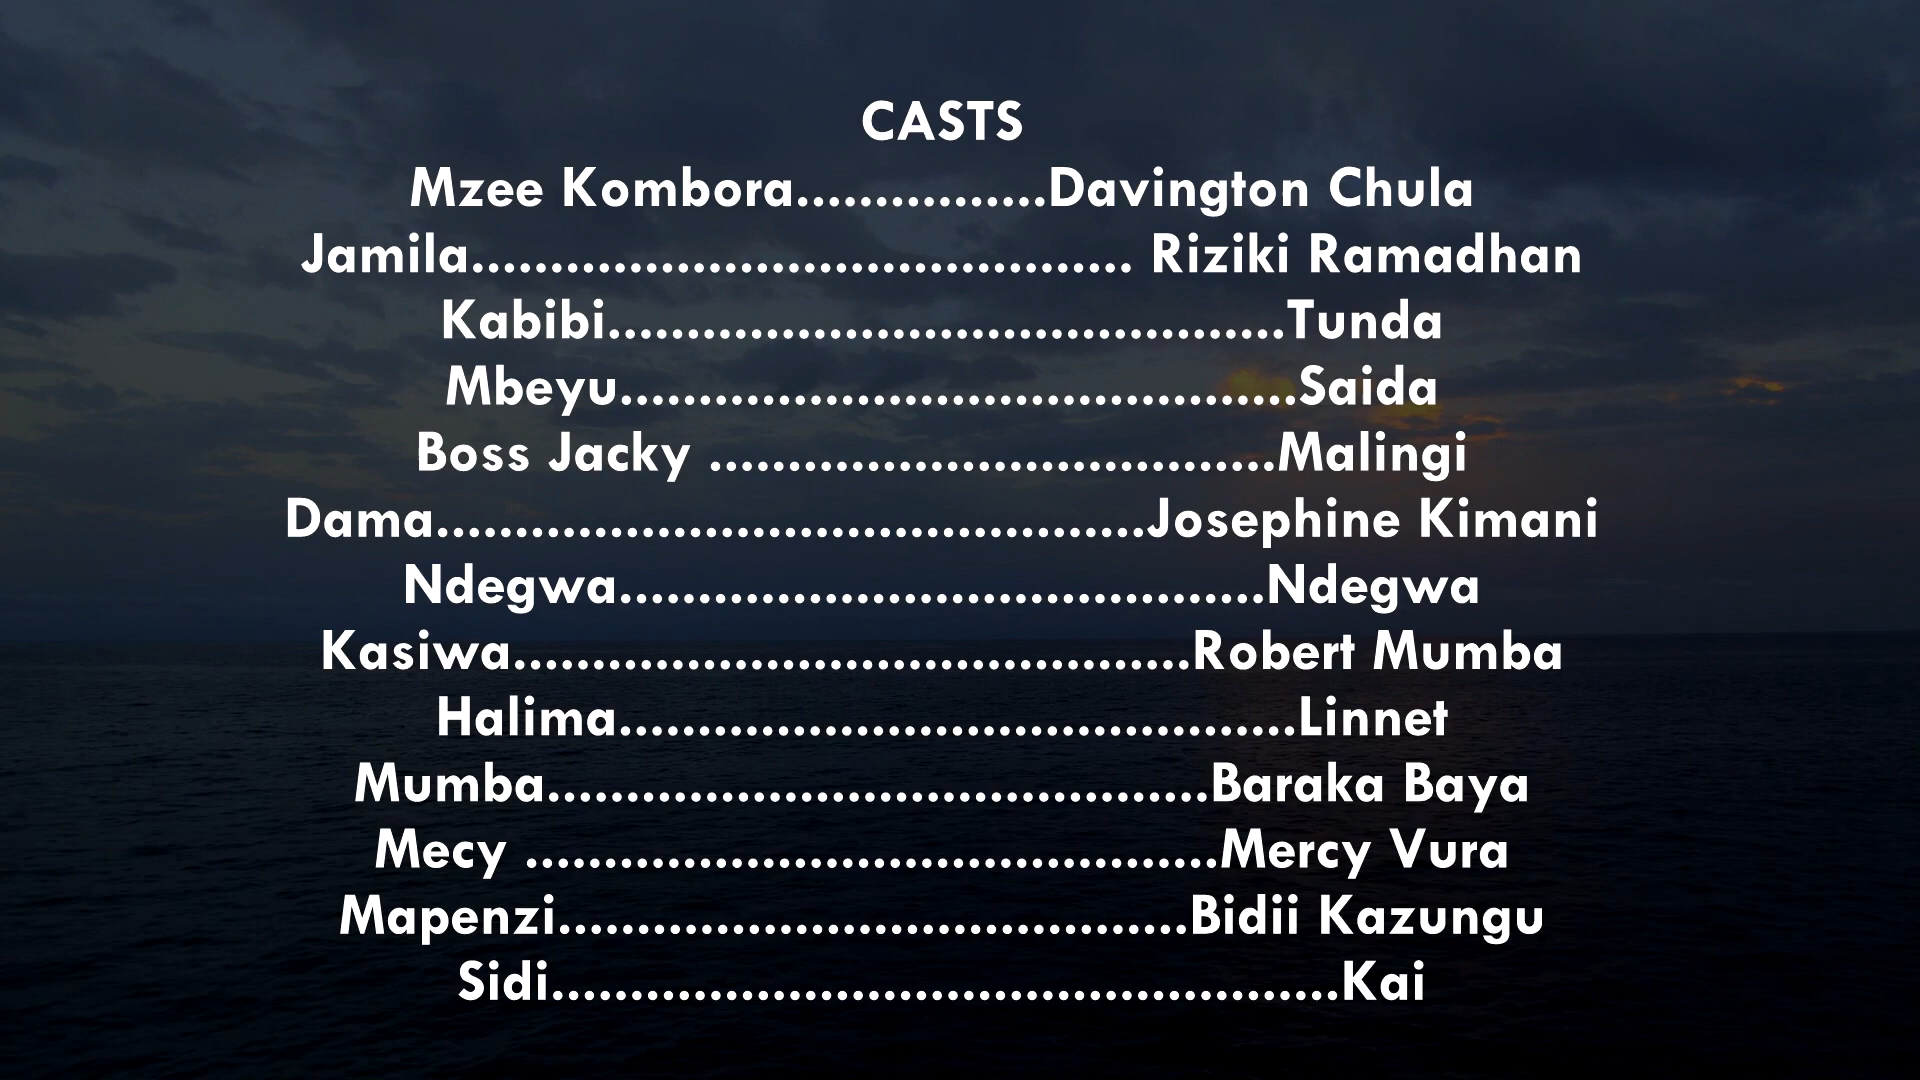 CASTS
Mzee Kombora................Davington Chula
Jamila.......................................... Riziki Ramadhan
Kabibi...........................................Tunda
Mbeyu...........................................Saida
Boss Jacky ....................................Malingi
Dama.............................................Josephine Kimani
Ndegwa.........................................Ndegwa
Kasiwa...........................................Robert Mumba
Halima...........................................Linnet
Mumba..........................................Baraka Baya
Mecy ............................................Mercy Vura
Mapenzi........................................Bidii Kazungu
Sidi..................................................Kai